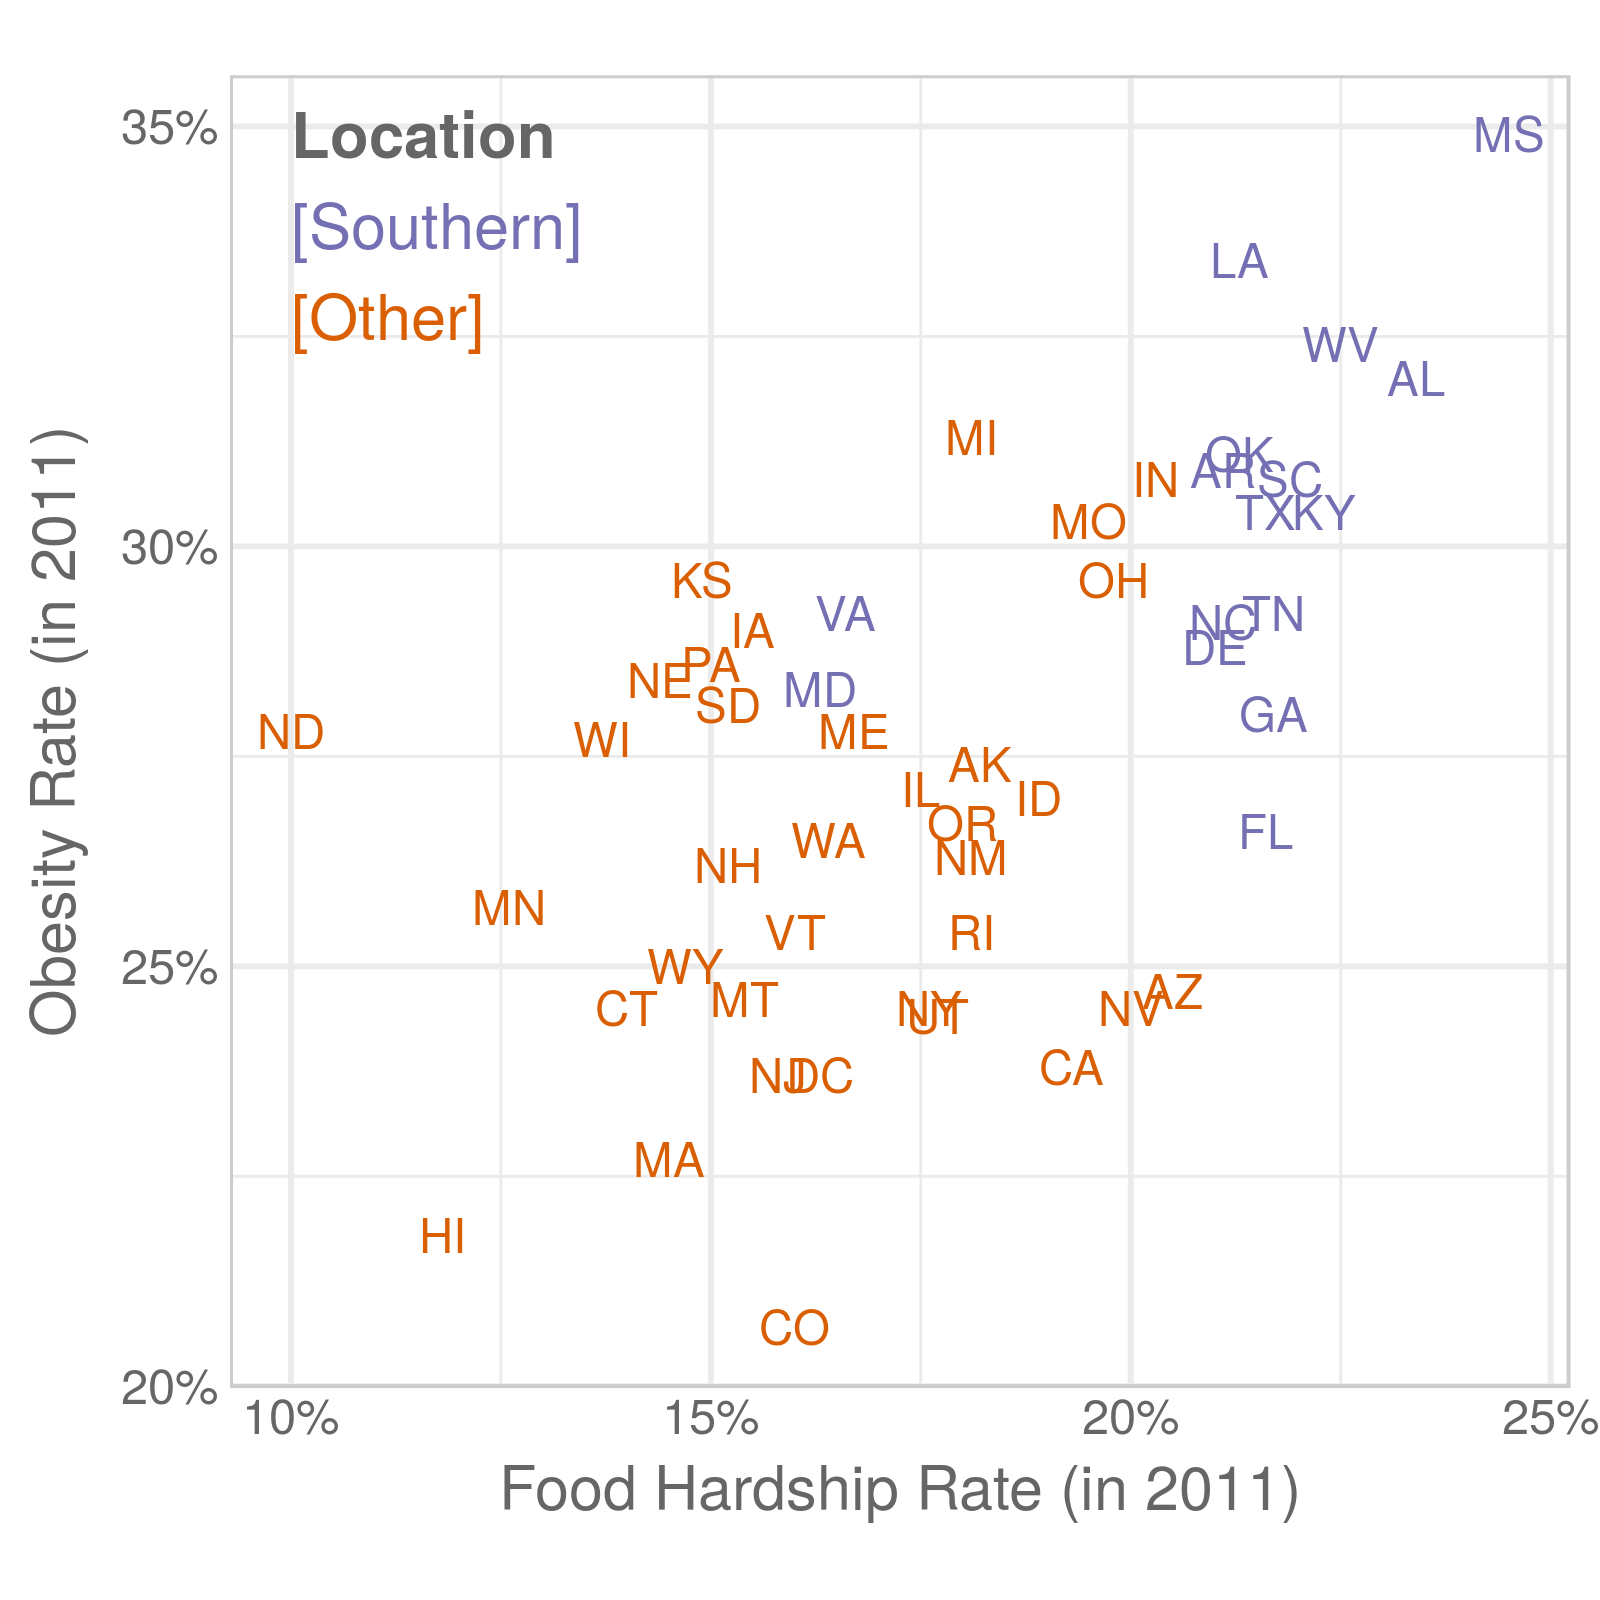 35%
Location
MS
[Southern]
LA
[Other]
WV
AL
MI
OK
AR
SC
IN
TX
KY
MO
30%
KS
OH
VA
TN
NC
IA
DE
PA
NE
MD
SD
GA
ND
WI
ME
AK
IL
ID
OR
FL
WA
NM
NH
MN
VT
RI
25%
WY
AZ
MT
CT
NY
UT
NV
CA
NJ
DC
MA
HI
CO
20%
10% 15% 20% 25%
Food Hardship Rate (in 2011)
Obesity Rate (in 2011)